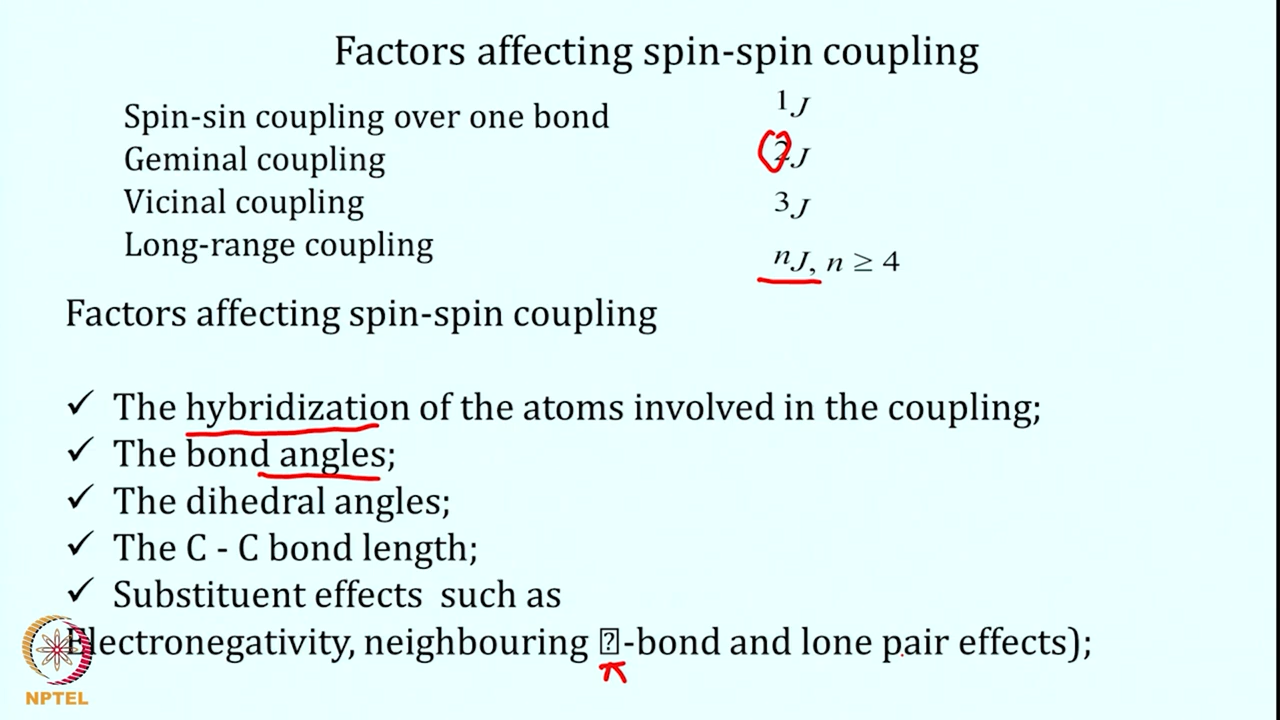 Factors affecting spin-spin coupling
Spin-sin coupling over one bond 1J
Geminal coupling 2J
Vicinal coupling 3J
Long-range coupling nJ, n ≥ 4
Factors affecting spin-spin coupling
✓ The hybridization of the atoms involved in the coupling;
✓ The bond angles;
✓ The dihedral angles;
✓ The C - C bond length;
✓ Substituent effects such as
Electronegativity, neighbouring ⍰-bond and lone pair effects);
NPTEL